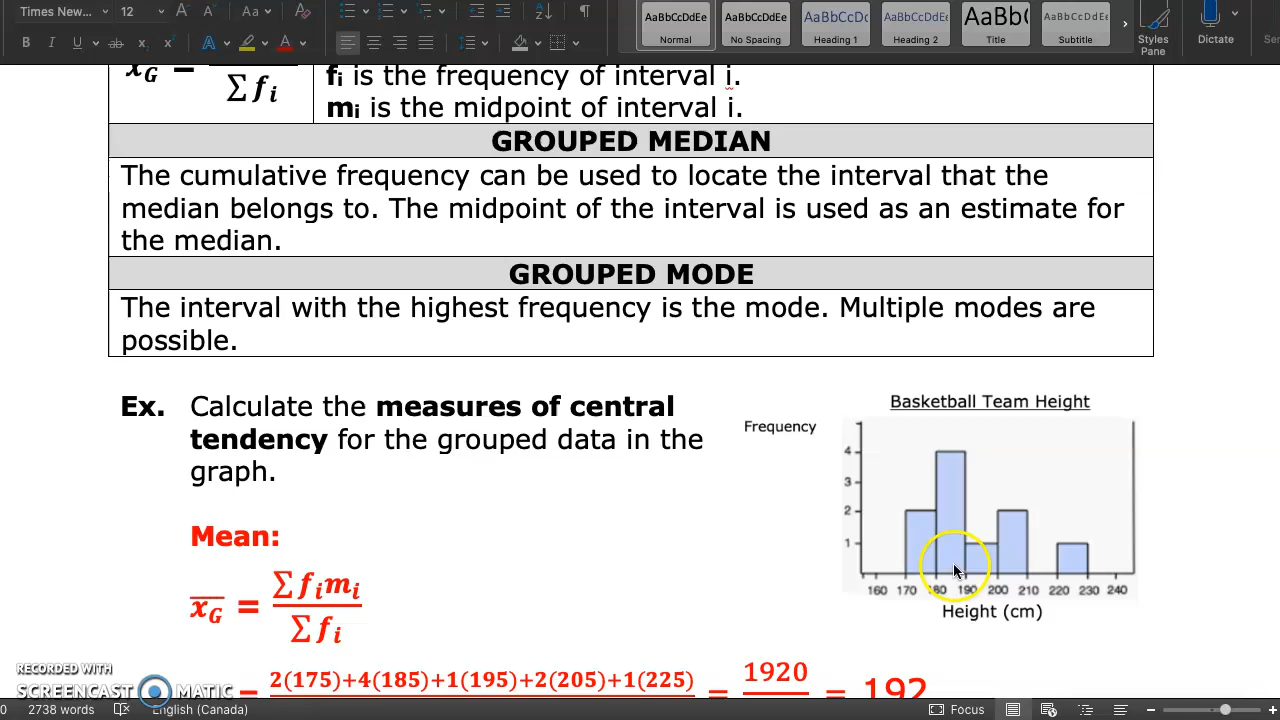 Times New...
12
A
A
Aa
A
¶
AaBbCcDdEe
AaBbCcDdEe
AaBbCcDc
AaBbCcDdEe
AaBb(
AaBbCcDdEe
Normal
No Spacing
Heading 1
Heading 2
Title
Subtitle
Styles
Pane
Dictate
B I U ab x x A A
x̄G =
∑ fi
fi is the frequency of interval i.
mi is the midpoint of interval i.
GROUPED MEDIAN
The cumulative frequency can be used to locate the interval that the
median belongs to. The midpoint of the interval is used as an estimate for
the median.
GROUPED MODE
The interval with the highest frequency is the mode. Multiple modes are
possible.
Ex. Calculate the measures of central
tendency for the grouped data in the
graph.
Basketball Team Height
Frequency
4
3
2
1
160 170 180 190 200 210 220 230 240
Height (cm)
Mean:
x̄G = ∑ fimi
∑ fi
= 2(175)+4(185)+1(195)+2(205)+1(225) = 1920 = 192
RECORDED WITH
SCREENCAST MATIC
2738 words
English (Canada)
Focus